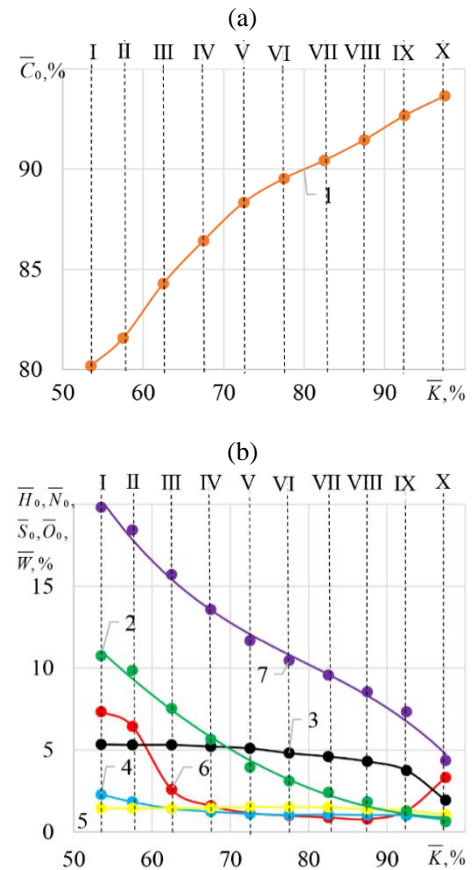 (a)
I II III IV V VI VII VIII IX X
C̅₀,%
90
1
85
80
50 60 70 80 90 K̅,%
(b)
I II III IV V VI VII VIII IX X
H̅₀,N̅₀,
S̅₀,O̅₀,
W̅,%
15
2
7
10
3
5
4
6
5
0
50 60 70 80 90 K̅,%